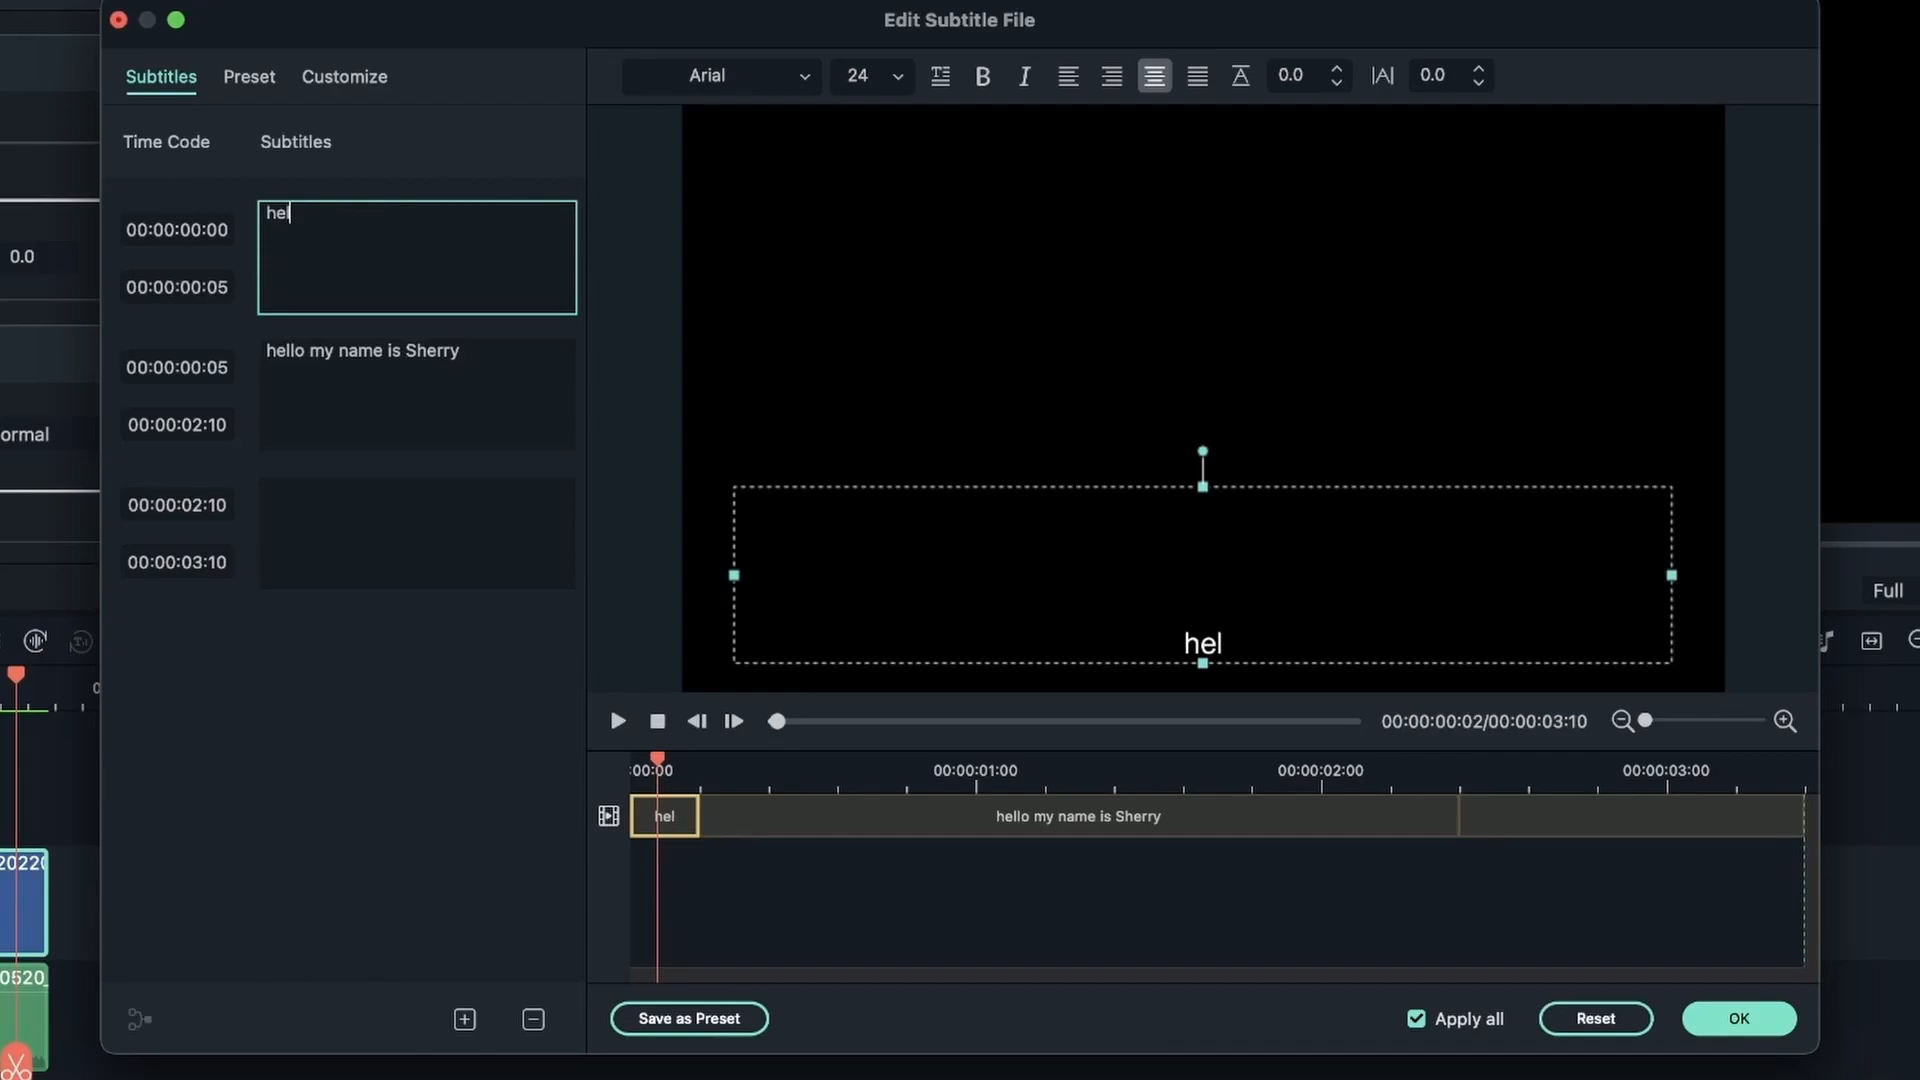 Edit Subtitle File
Subtitles Preset Customize
Arial 24 B I A 0.0 |A| 0.0
Time Code Subtitles
hel
00:00:00:00
00:00:00:05
hello my name is Sherry
00:00:00:05
00:00:02:10
00:00:02:10
00:00:03:10
0.0
ormal
hel
Full
00:00:00:02/00:00:03:10
:00:00 00:00:01:00 00:00:02:00 00:00:03:00
hel hello my name is Sherry
0
2022
0520_
Save as Preset Apply all Reset OK